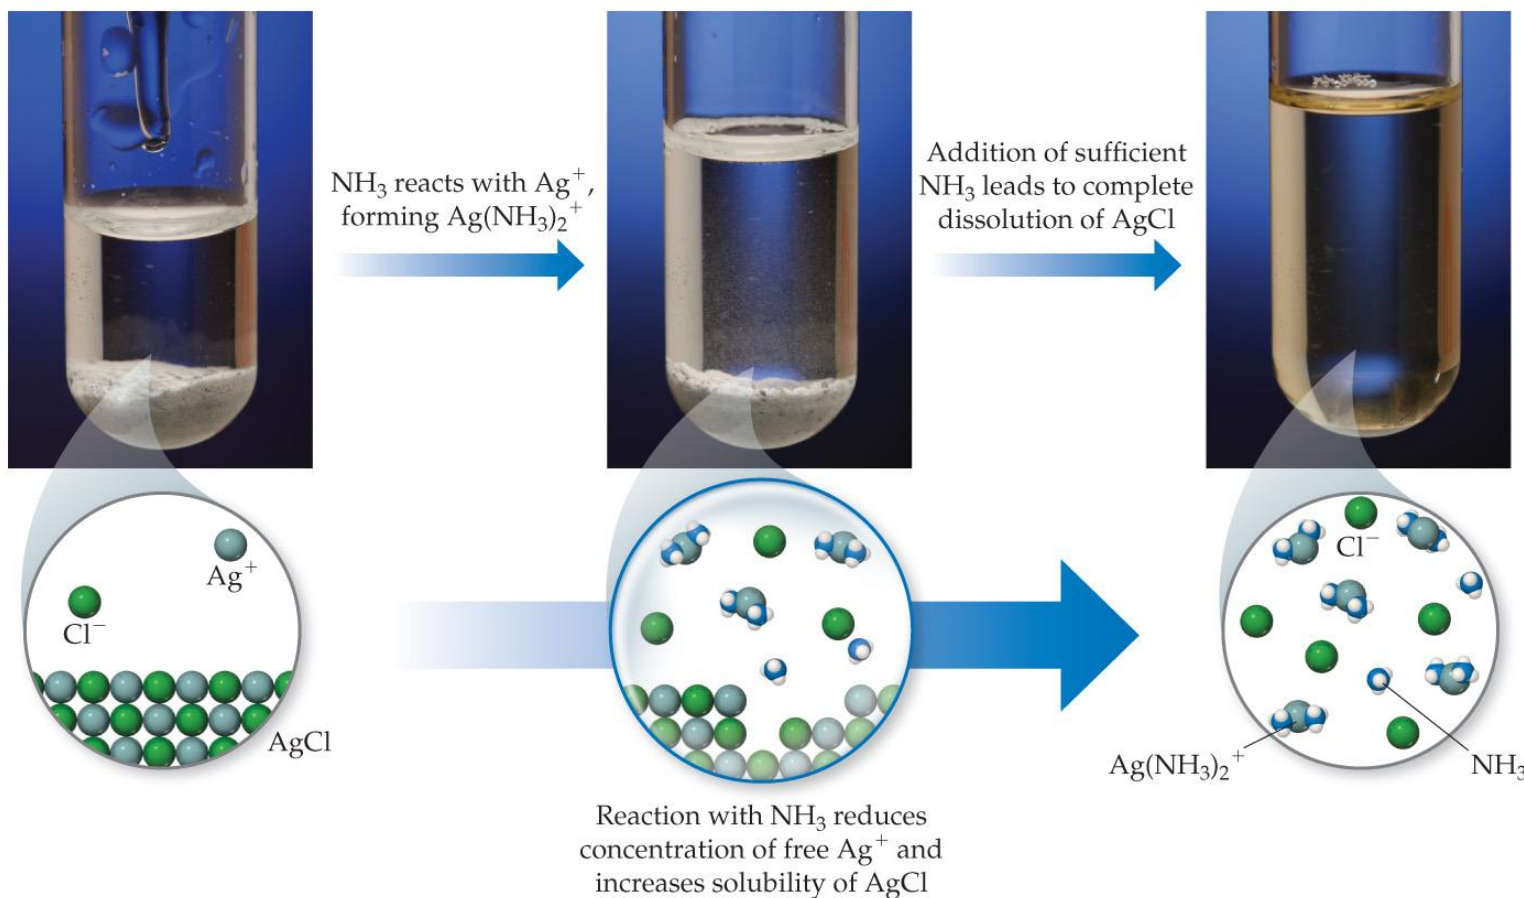 NH₃ reacts with Ag⁺,
forming Ag(NH₃)₂⁺
Addition of sufficient
NH₃ leads to complete
dissolution of AgCl
Ag⁺
Cl⁻
AgCl
Reaction with NH₃ reduces
concentration of free Ag⁺ and
increases solubility of AgCl
Cl⁻
Ag(NH₃)₂⁺
NH₃